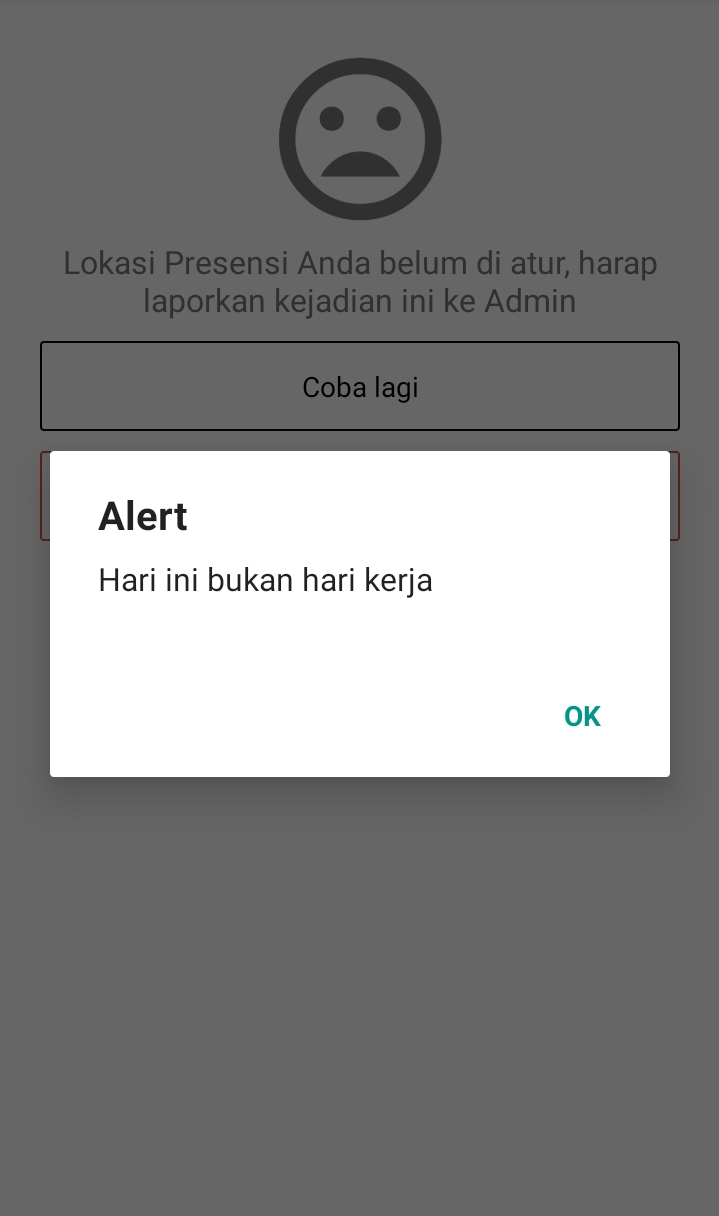 Lokasi Presensi Anda belum di atur, harap
laporkan kejadian ini ke Admin
Coba lagi
Alert
Hari ini bukan hari kerja
OK